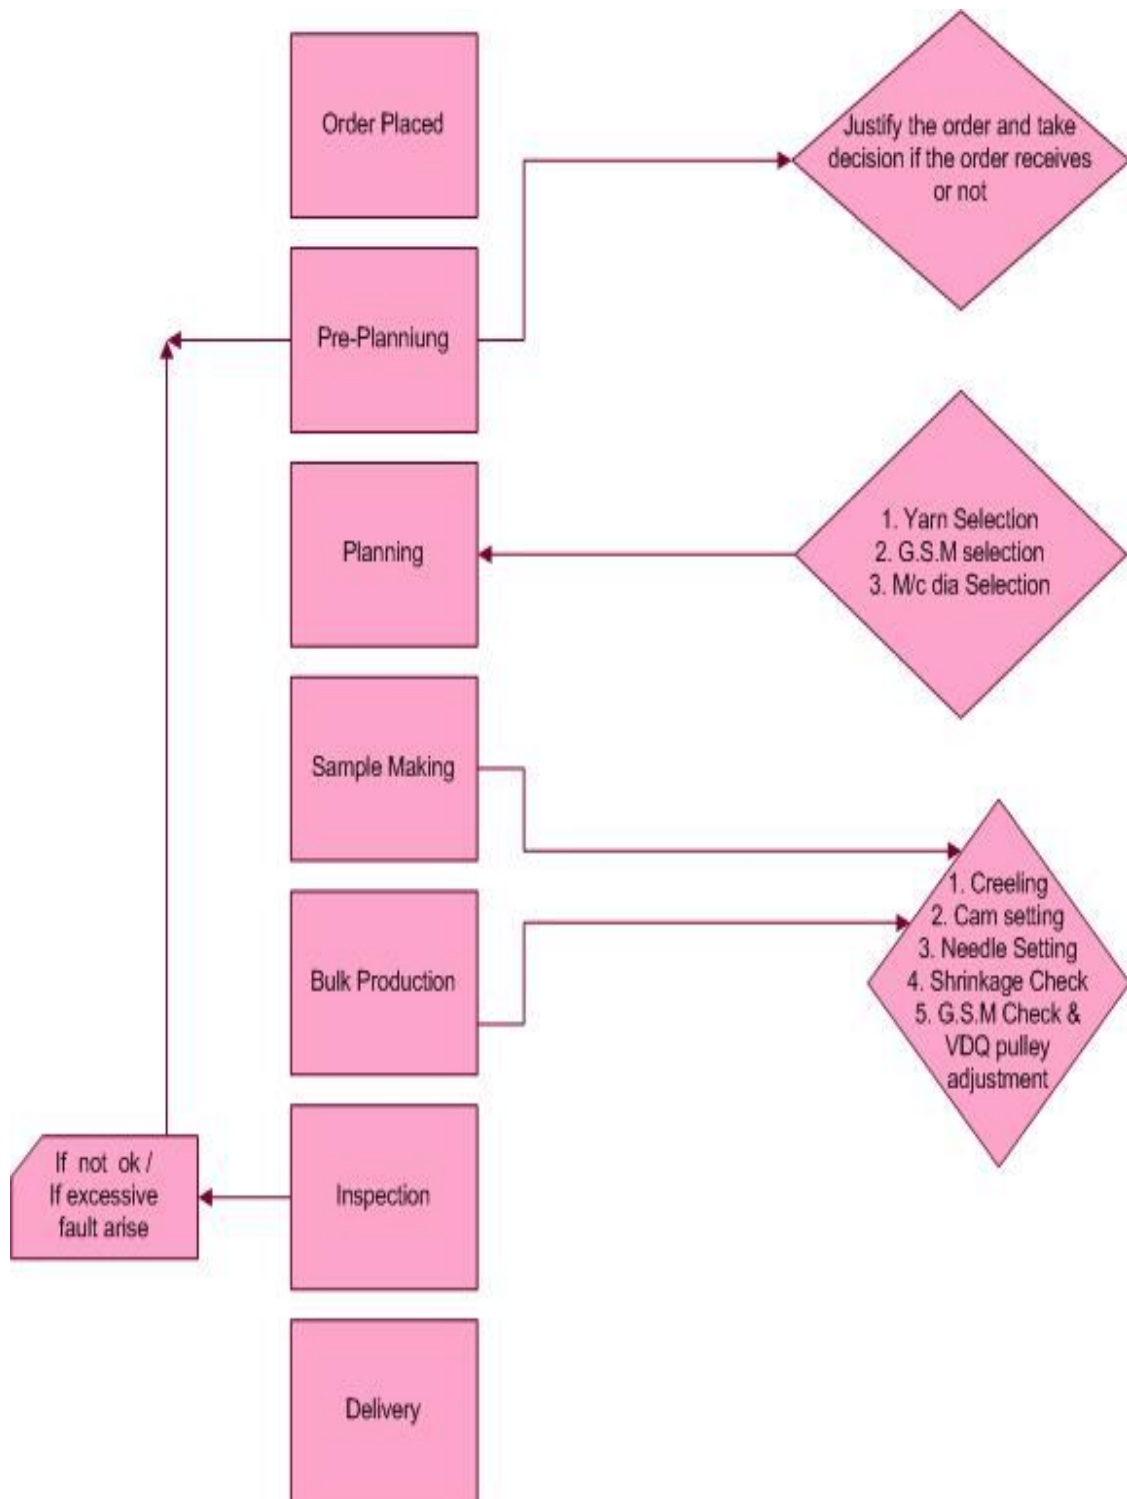 Order Placed
Justify the order and take
decision if the order receives
or not
Pre-Planniung
Planning
1. Yarn Selection
2. G.S.M selection
3. M/c dia Selection
Sample Making
1. Creeling
2. Cam setting
3. Needle Setting
4. Shrinkage Check
5. G.S.M Check &
VDQ pulley
adjustment
Bulk Production
If not ok /
If excessive
fault arise
Inspection
Delivery